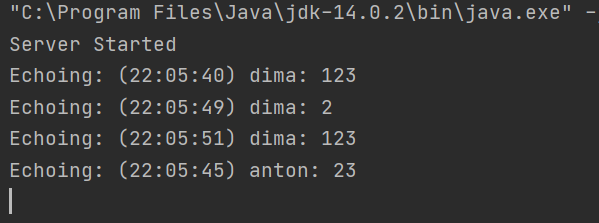 "C:\Program Files\Java\jdk-14.0.2\bin\java.exe" -
Server Started
Echoing: (22:05:40) dima: 123
Echoing: (22:05:49) dima: 2
Echoing: (22:05:51) dima: 123
Echoing: (22:05:45) anton: 23